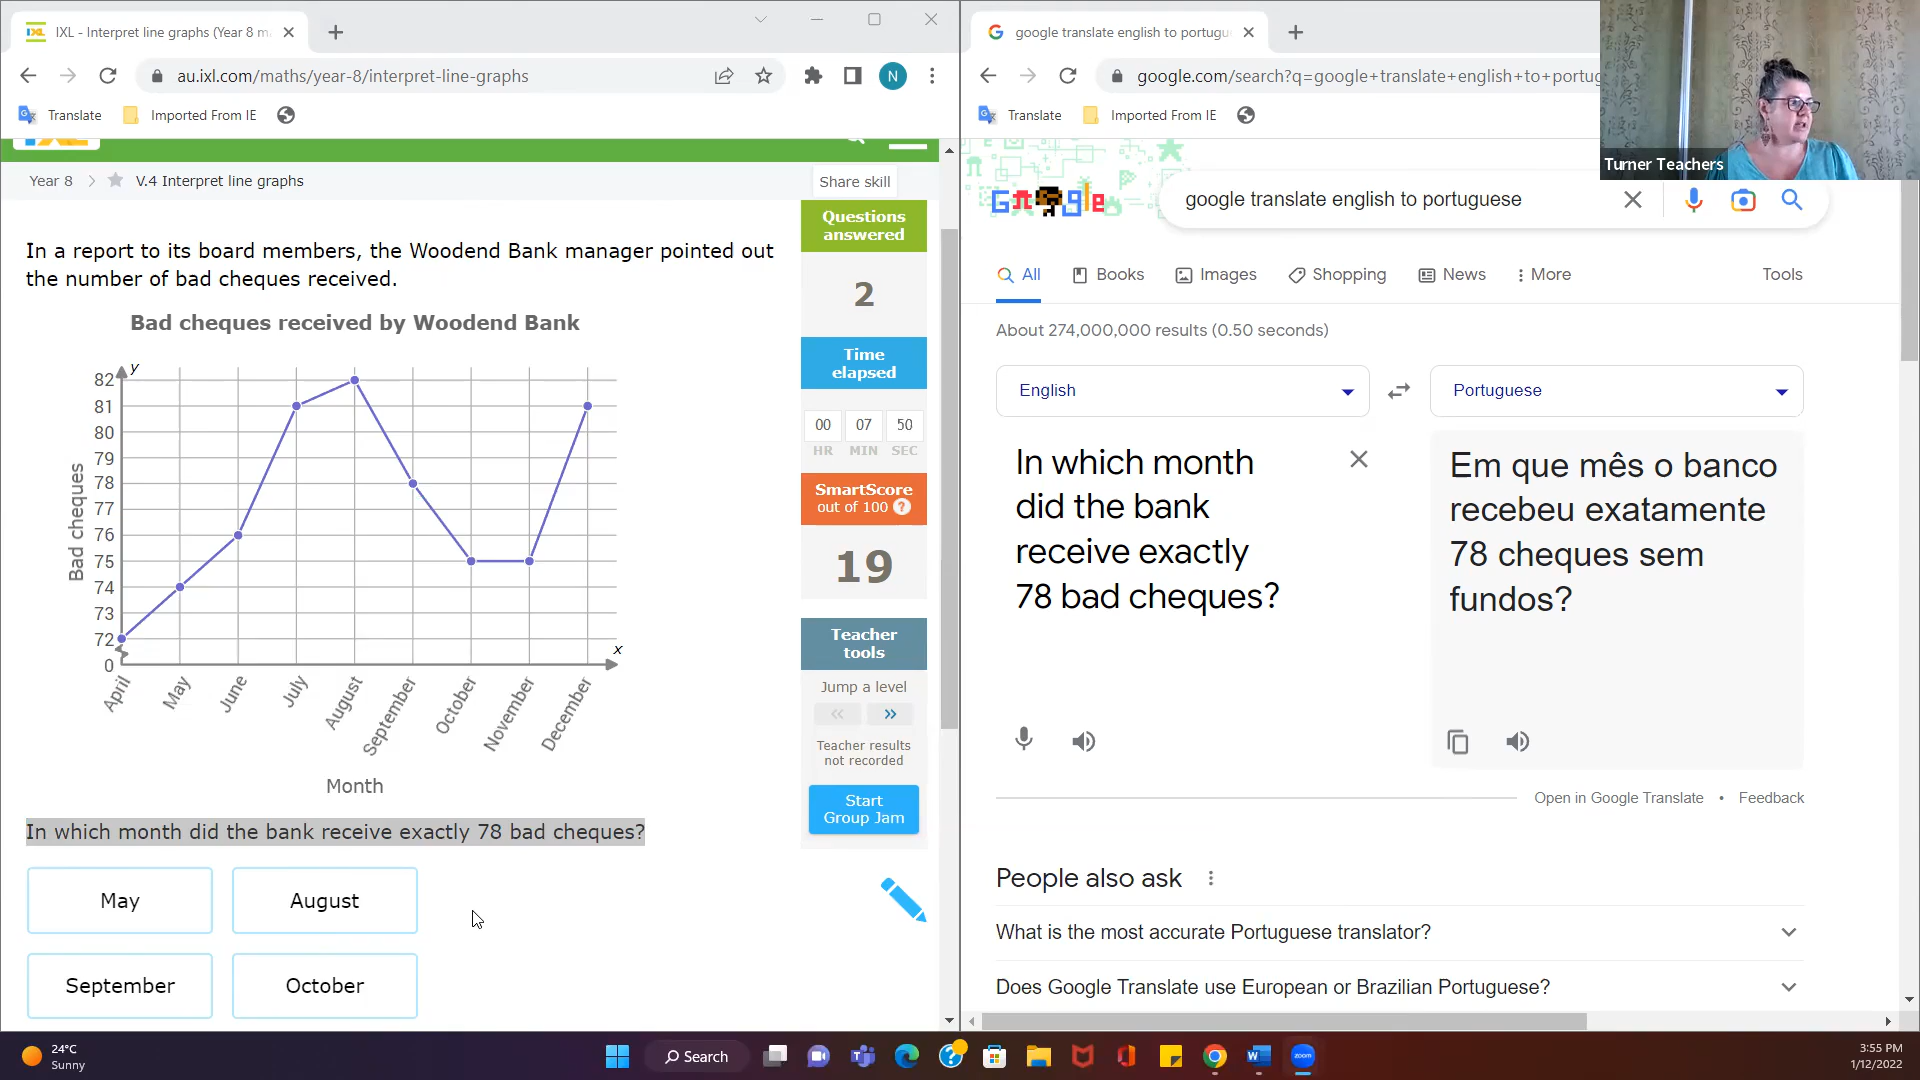 IXL - Interpret line graphs (Year 8 m
au.ixl.com/maths/year-8/interpret-line-graphs
N
Translate
Imported From IE
Year 8
V.4 Interpret line graphs
Share skill
In a report to its board members, the Woodend Bank manager pointed out
the number of bad cheques received.
Bad cheques received by Woodend Bank
y
82
81
80
79
78
77
76
75
74
73
72
0
Bad cheques
x
April
May
June
July
August
September
October
November
December
Month
In which month did the bank receive exactly 78 bad cheques?
May
August
September
October
Questions
answered
2
Time
elapsed
00
07
50
HR
MIN
SEC
SmartScore
out of 100 ?
19
Teacher
tools
Jump a level
Teacher results
not recorded
Start
Group Jam
google translate english to portugu
google.com/search?q=google+translate+english+to+portug
Translate
Imported From IE
Turner Teachers
Google
google translate english to portuguese
All
Books
Images
Shopping
News
More
Tools
About 274,000,000 results (0.50 seconds)
English
Portuguese
In which month
did the bank
receive exactly
78 bad cheques?
Em que mês o banco
recebeu exatamente
78 cheques sem
fundos?
Open in Google Translate • Feedback
People also ask
What is the most accurate Portuguese translator?
Does Google Translate use European or Brazilian Portuguese?
24°C
Sunny
Search
zoom
3:55 PM
1/12/2022